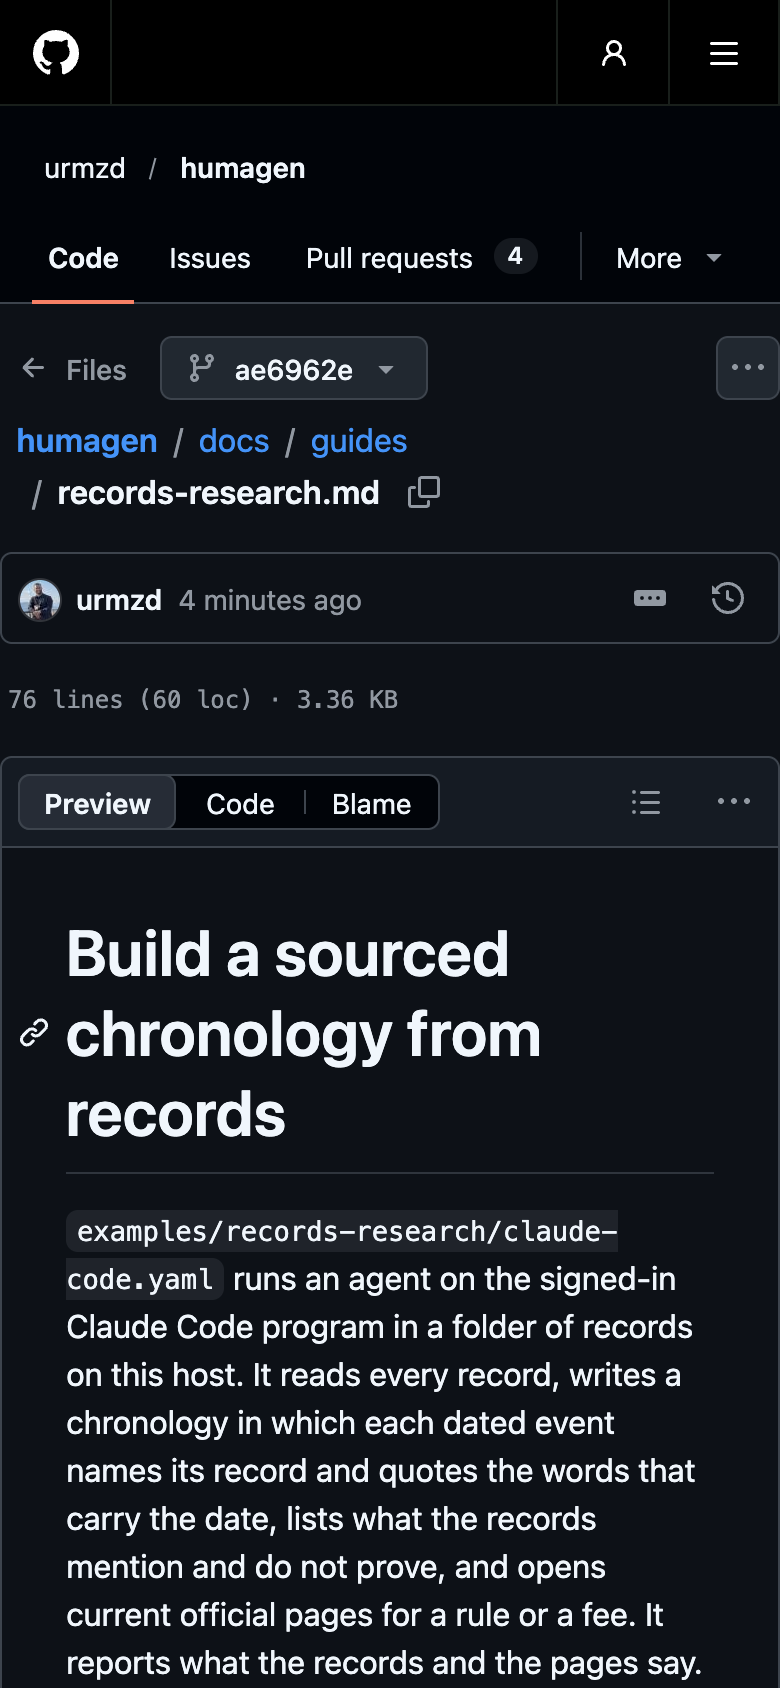 urmzd / humagen
Code Issues Pull requests 4 More
Files ae6962e
humagen / docs / guides
/ records-research.md
urmzd 4 minutes ago
76 lines (60 loc) · 3.36 KB
Preview Code Blame
Build a sourced
chronology from
records
examples/records-research/claude-
code.yaml runs an agent on the signed-in
Claude Code program in a folder of records
on this host. It reads every record, writes a
chronology in which each dated event
names its record and quotes the words that
carry the date, lists what the records
mention and do not prove, and opens
current official pages for a rule or a fee. It
reports what the records and the pages say.